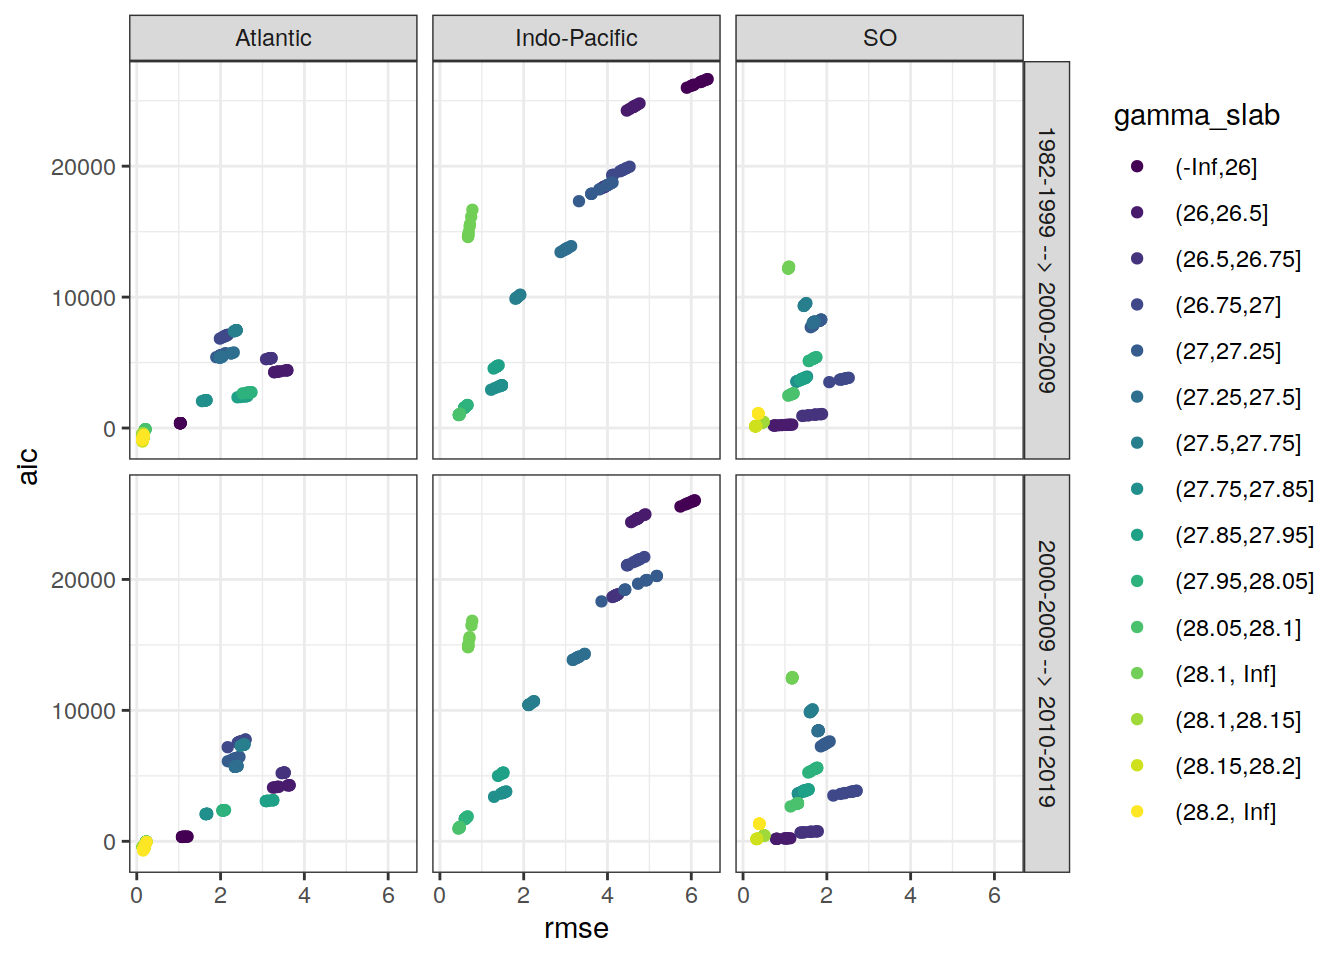 Atlantic
Indo-Pacific
SO
aic
20000
10000
0
1982-1999 --> 2000-2009
20000
10000
0
2000-2009 --> 2010-2019
0 2 4 6
0 2 4 6
0 2 4 6
rmse
gamma_slab
(-Inf,26]
(26,26.5]
(26.5,26.75]
(26.75,27]
(27,27.25]
(27.25,27.5]
(27.5,27.75]
(27.75,27.85]
(27.85,27.95]
(27.95,28.05]
(28.05,28.1]
(28.1, Inf]
(28.1,28.15]
(28.15,28.2]
(28.2, Inf]